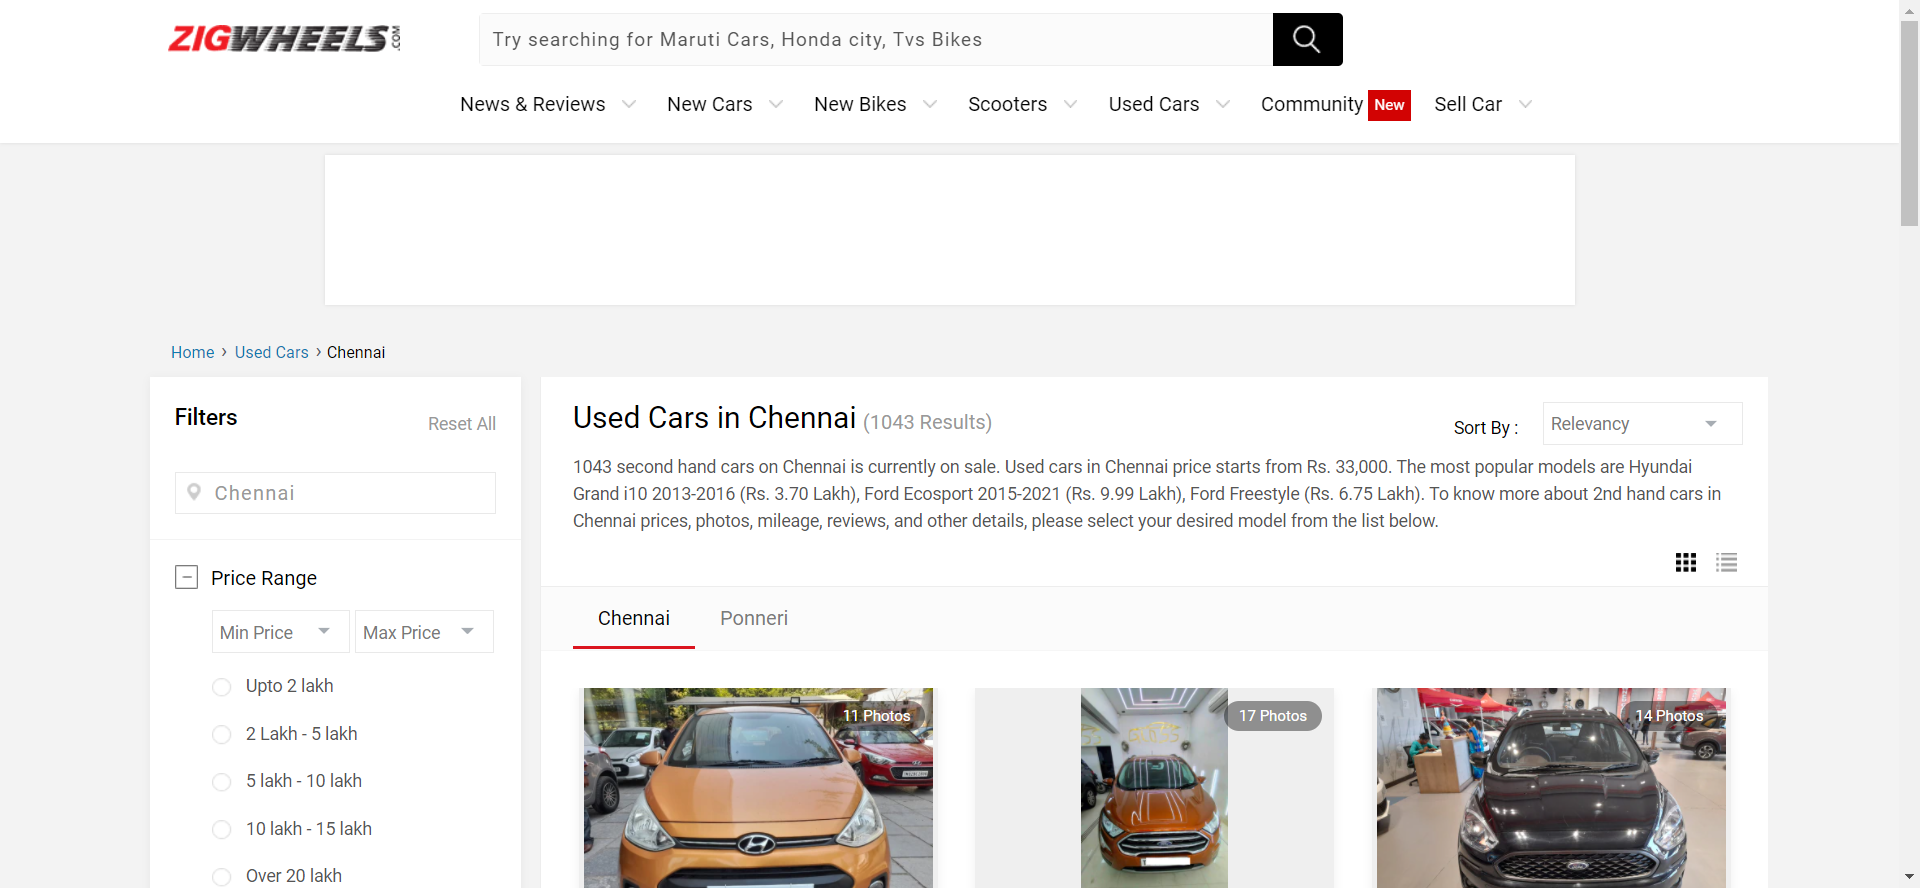 ZIGWHEELS.COM
Try searching for Maruti Cars, Honda city, Tvs Bikes
News & Reviews New Cars New Bikes Scooters Used Cars Community New Sell Car
Home › Used Cars › Chennai
Filters
Reset All
Chennai
Price Range
Min Price Max Price
Upto 2 lakh
2 Lakh - 5 lakh
5 lakh - 10 lakh
10 lakh - 15 lakh
Over 20 lakh
Used Cars in Chennai (1043 Results)
Sort By : Relevancy
1043 second hand cars on Chennai is currently on sale. Used cars in Chennai price starts from Rs. 33,000. The most popular models are Hyundai
Grand i10 2013-2016 (Rs. 3.70 Lakh), Ford Ecosport 2015-2021 (Rs. 9.99 Lakh), Ford Freestyle (Rs. 6.75 Lakh). To know more about 2nd hand cars in
Chennai prices, photos, mileage, reviews, and other details, please select your desired model from the list below.
Chennai Ponneri
11 Photos
17 Photos
14 Photos